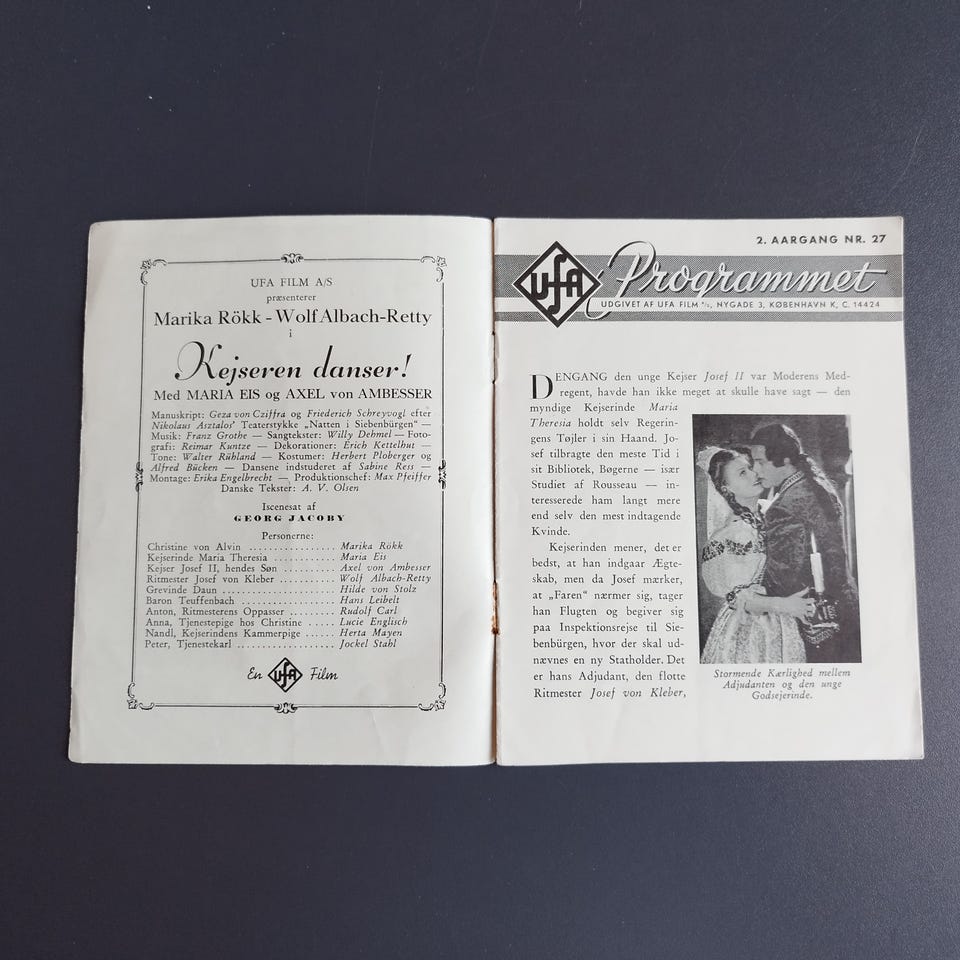 UFA FILM A/S
præsenterer
Marika Rökk - Wolf Albach-Retty
i
Kejseren danser!
Med MARIA EIS og AXEL von AMBESSER
Manuskript: Geza von Cziffra og Friederich Schreyvogl efter
Nikolaus Asztalos' Teaterstykke „Natten i Siebenbürgen" —
Musik: Franz Grothe — Sangtekster: Willy Dehmel — Foto-
grafi: Reimar Kuntze — Dekorationer: Erich Kettelhut —
Tone: Walter Rühland — Kostumer: Herbert Ploberger og
Alfred Bücken — Dansene indstuderet af Sabine Ress —
Montage: Erika Engelbrecht — Produktionschef: Max Pfeiffer
Danske Tekster: A. V. Olsen
Iscenesat af
GEORG JACOBY
Personerne:
Christine von Alvin ................ Marika Rökk
Kejserinde Maria Theresia .......... Maria Eis
Kejser Josef II, hendes Søn ........ Axel von Ambesser
Ritmester Josef von Kleber .......... Wolf Albach-Retty
Grevinde Daun ..................... Hilde von Stolz
Baron Teuffenbach ................. Hans Leibelt
Anton, Ritmesterens Oppasser ...... Rudolf Carl
Anna, Tjenestepige hos Christine ..... Lucie Englisch
Nandl, Kejserindens Kammerpige .... Herta Mayen
Peter, Tjenestekarl .................. Jockel Stahl
En UFA Film
2. AARGANG NR. 27
UFA Programmet
UDGIVET AF UFA FILM A/S, NYGADE 3, KØBENHAVN K, C. 14424
DENGANG den unge Kejser Josef II var Moderens Med-
regent, havde han ikke meget at skulle have sagt — den
myndige Kejserinde Maria
Theresia holdt selv Regerin-
gens Tøjler i sin Haand. Jo-
sef tilbragte den meste Tid i
sit Bibliotek, Bøgerne — især
Studiet af Rousseau — in-
teresserede ham langt mere
end selv den mest indtagende
Kvinde.
Kejserinden mener, det er
bedst, at han indgaar Ægte-
skab, men da Josef mærker,
at „Faren" nærmer sig, tager
han Flugten og begiver sig
paa Inspektionsrejse til Sie-
benbürgen, hvor der skal ud-
nævnes en ny Statholder. Det
er hans Adjudant, den flotte
Ritmester Josef von Kleber,
Stormende Kærlighed mellem
Adjudanten og den unge
Godsejerinde.